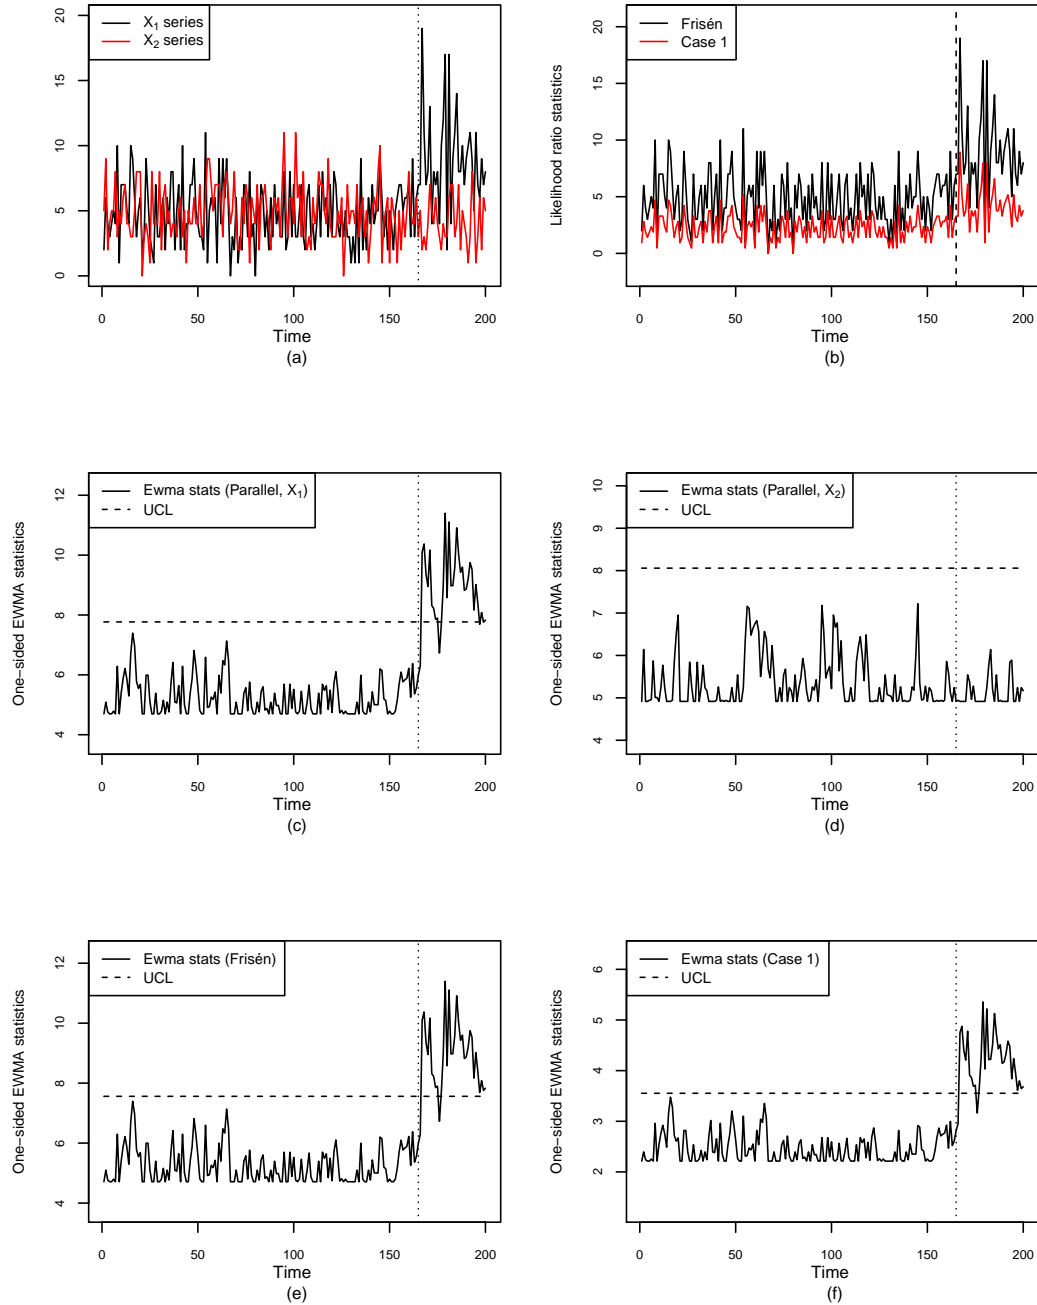 X1 series
X2 series
0 5 10 15 20
0 50 100 150 200
Time
(a)
Frisén
Case 1
Likelihood ratio statistics
0 5 10 15 20
0 50 100 150 200
Time
(b)
Ewma stats (Parallel, X1)
UCL
One−sided EWMA statistics
4 6 8 10 12
0 50 100 150 200
Time
(c)
Ewma stats (Parallel, X2)
UCL
One−sided EWMA statistics
4 5 6 7 8 9 10
0 50 100 150 200
Time
(d)
Ewma stats (Frisén)
UCL
One−sided EWMA statistics
4 6 8 10 12
0 50 100 150 200
Time
(e)
Ewma stats (Case 1)
UCL
One−sided EWMA statistics
2 3 4 5 6
0 50 100 150 200
Time
(f)